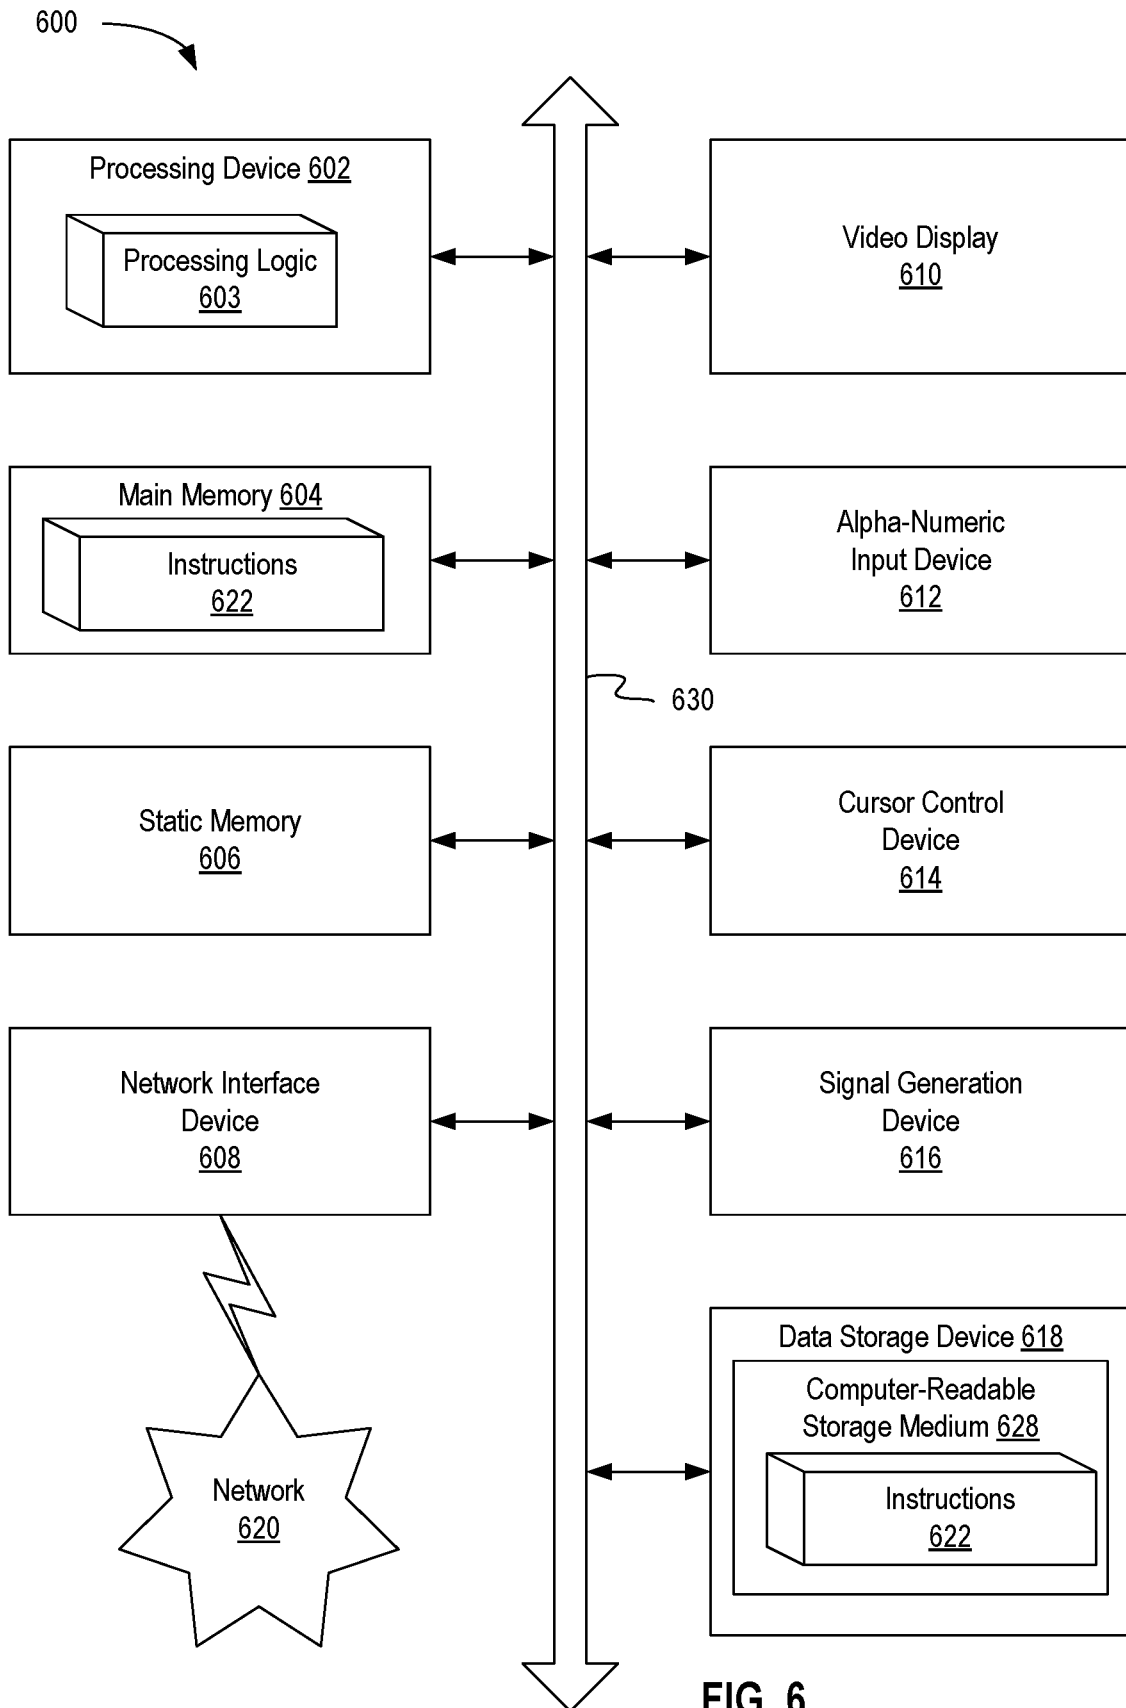 600
Processing Device 602
Processing Logic
603
Video Display
610
Main Memory 604
Instructions
622
Alpha-Numeric
Input Device
612
630
Static Memory
606
Cursor Control
Device
614
Network Interface
Device
608
Signal Generation
Device
616
Data Storage Device 618
Computer-Readable
Storage Medium 628
Instructions
622
Network
620
FIG. 6